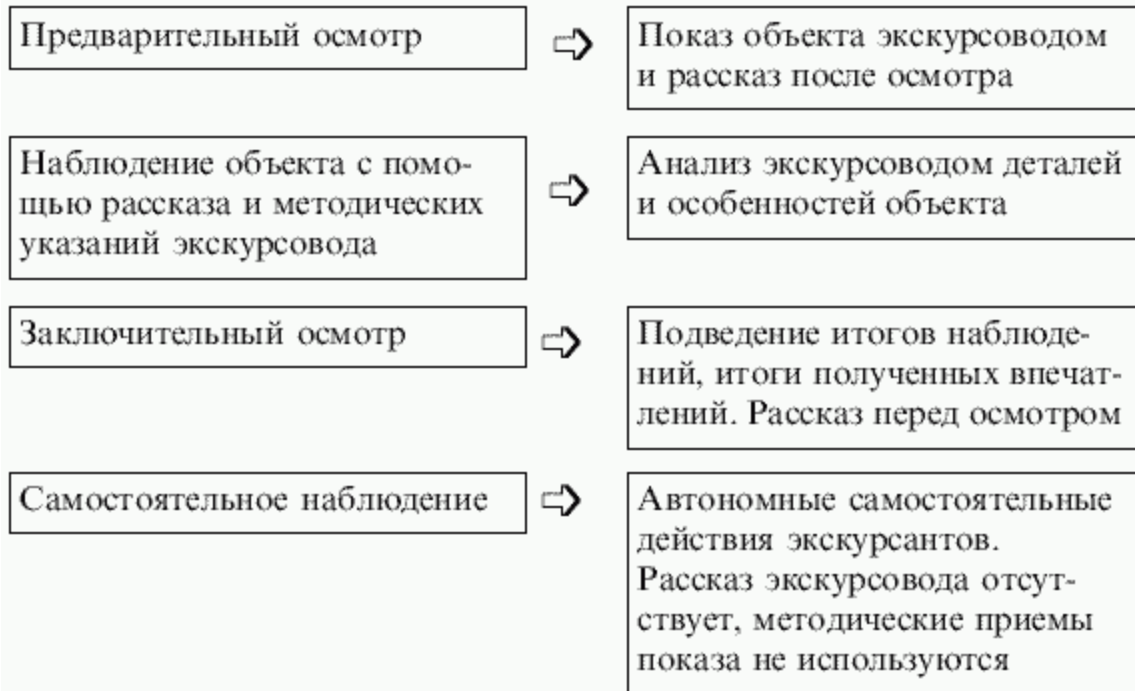 Предварительный осмотр
Показ объекта экскурсоводом
и рассказ после осмотра
Наблюдение объекта с помо-
щью рассказа и методических
указаний экскурсовода
Анализ экскурсоводом деталей
и особенностей объекта
Заключительный осмотр
Подведение итогов наблюде-
ний, итоги полученных впечат-
лений. Рассказ перед осмотром
Самостоятельное наблюдение
Автономные самостоятельные
действия экскурсантов.
Рассказ экскурсовода отсут-
ствует, методические приемы
показа не используются